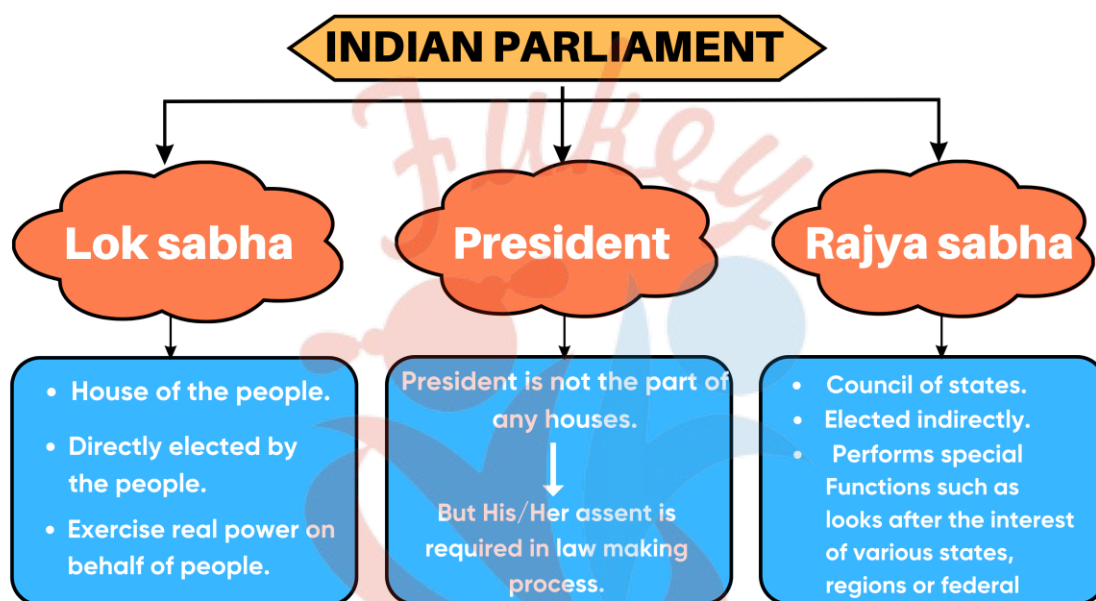 INDIAN PARLIAMENT
Lok sabha
• House of the people.
• Directly elected by
the people.
• Exercise real power on
behalf of people.
President
President is not the part of
any houses.
But His/Her assent is
required in law making
process.
Rajya sabha
• Council of states.
• Elected indirectly.
• Performs special
Functions such as
looks after the interest
of various states,
regions or federal
Jukey